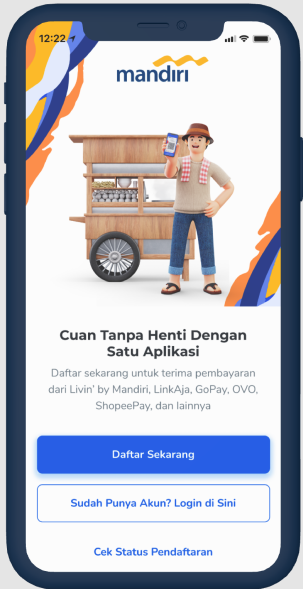 12:22
mandiri
Cuan Tanpa Henti Dengan
Satu Aplikasi
Daftar sekarang untuk terima pembayaran
dari Livin' by Mandiri, LinkAja, GoPay, OVO,
ShopeePay, dan lainnya
Daftar Sekarang
Sudah Punya Akun? Login di Sini
Cek Status Pendaftaran